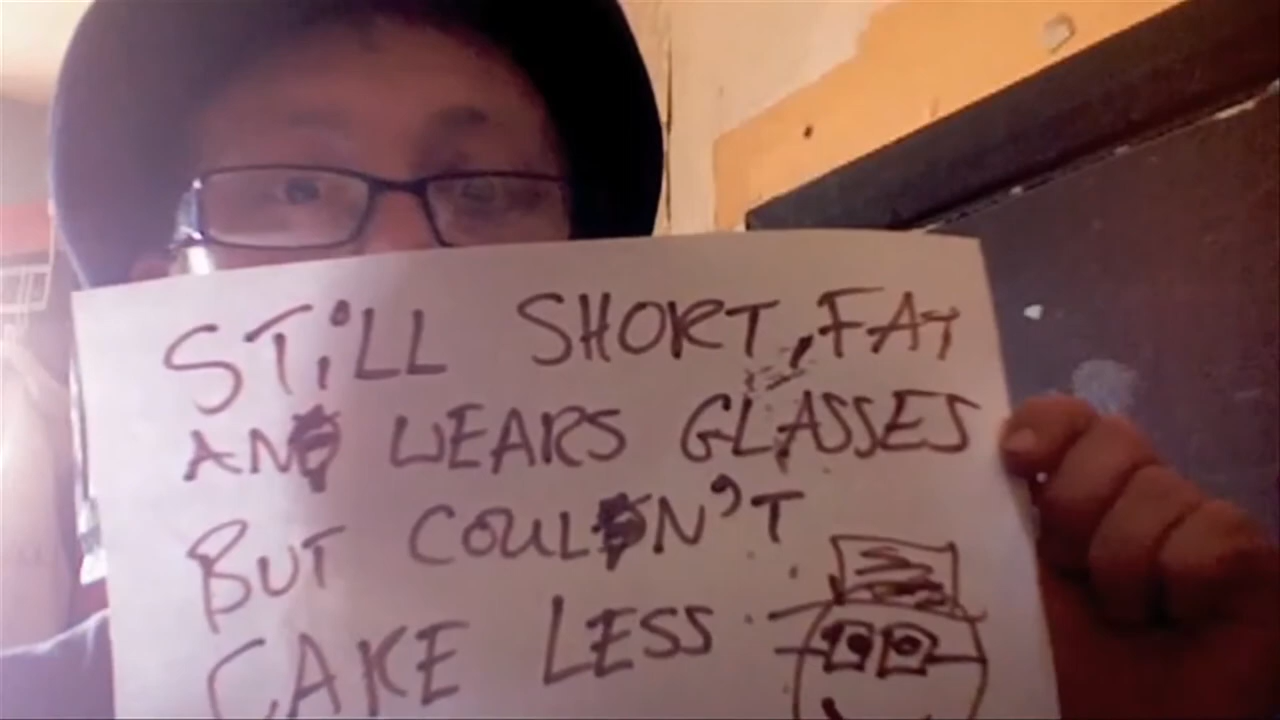 STiLL SHORT, FAT
AND WEARS GLASSES
BUT COULDN'T
CAKE LESS